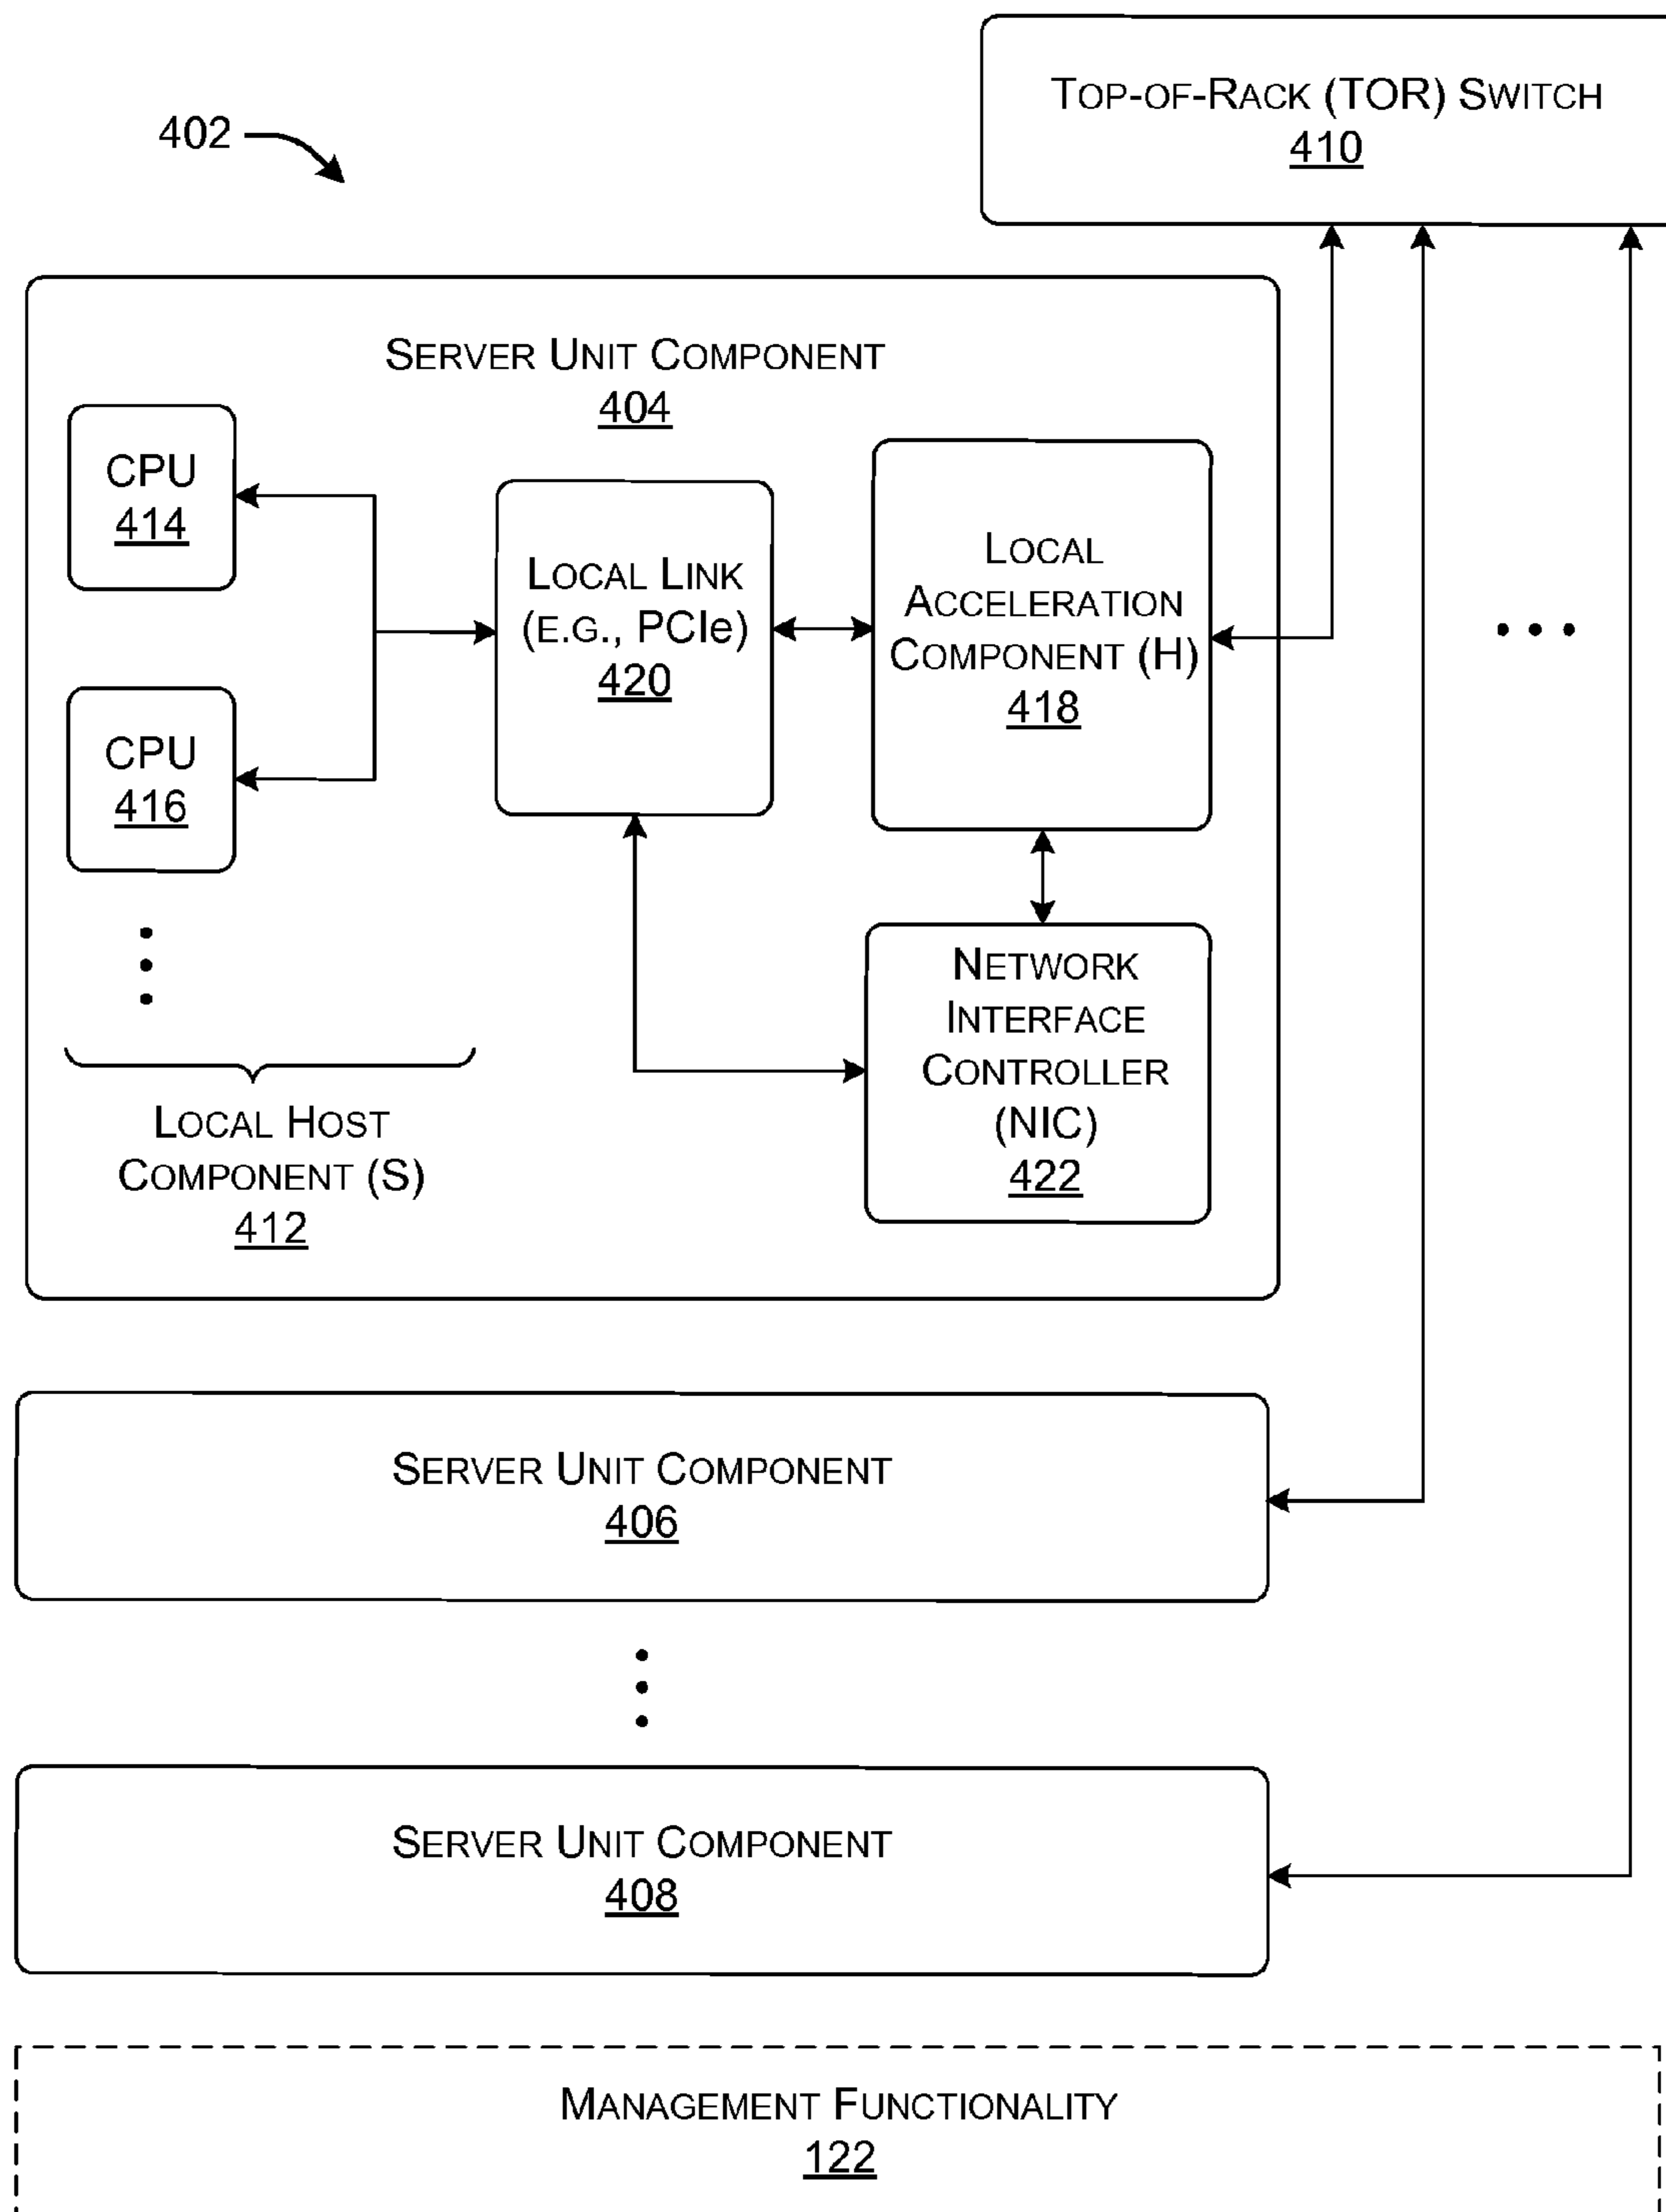 TOP-OF-RACK (TOR) SWITCH
410
402
SERVER UNIT COMPONENT
404
CPU
414
CPU
416
LOCAL LINK
(E.G., PCIe)
420
LOCAL
ACCELERATION
COMPONENT (H)
418
NETWORK
INTERFACE
CONTROLLER
(NIC)
422
LOCAL HOST
COMPONENT (S)
412
SERVER UNIT COMPONENT
406
SERVER UNIT COMPONENT
408
MANAGEMENT FUNCTIONALITY
122